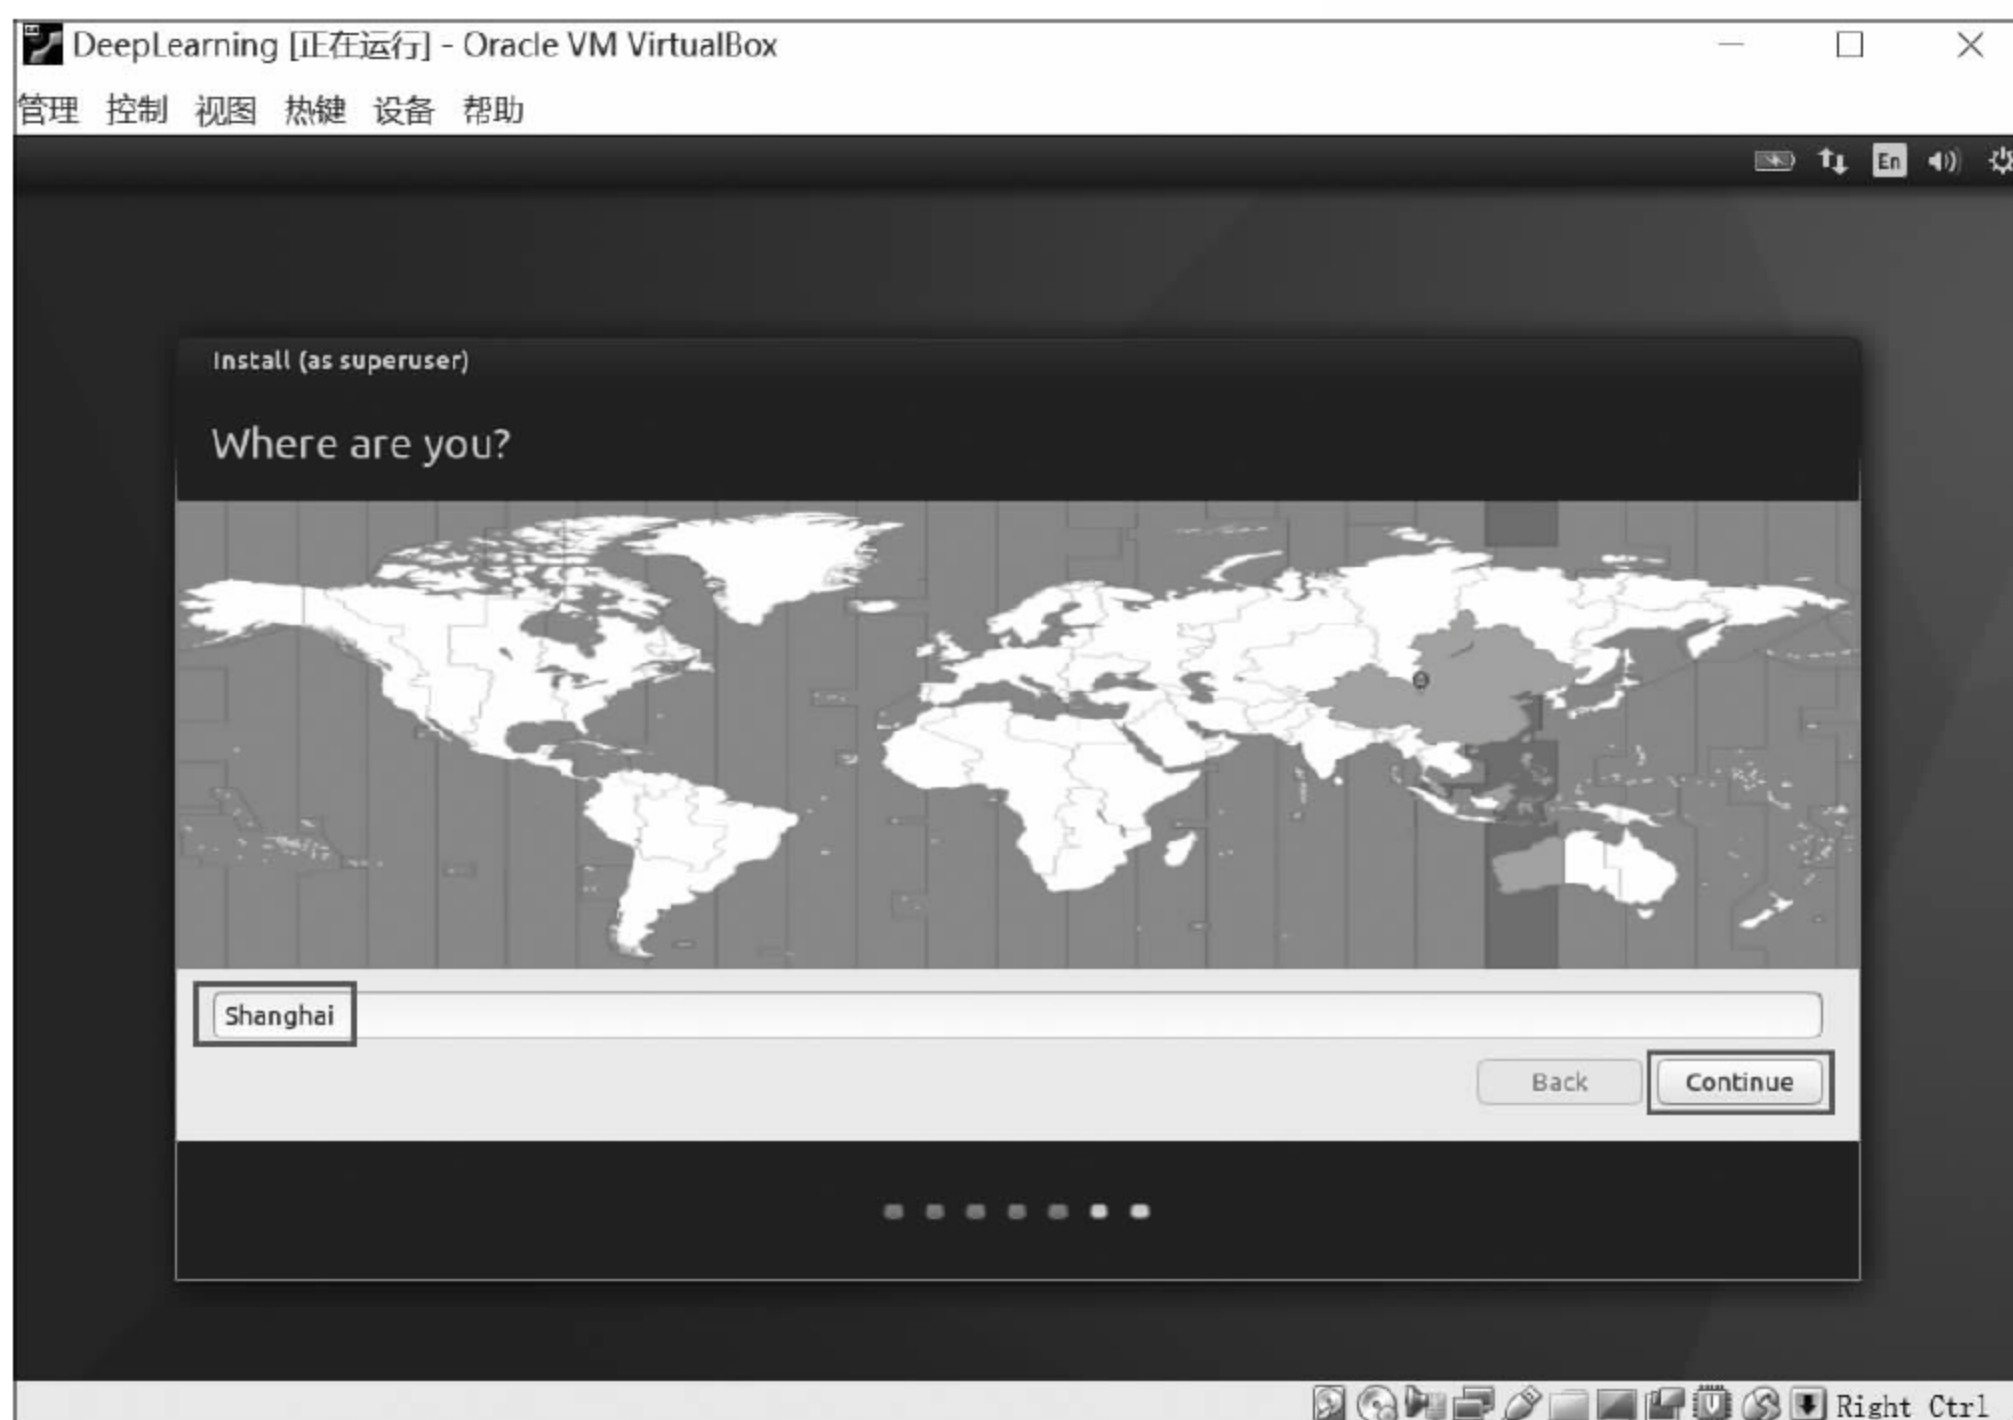 DeepLearning [正在运行] - Oracle VM VirtualBox
管理 控制 视图 热键 设备 帮助
En
Install (as superuser)
Where are you?
Shanghai
Back Continue
Right Ctrl